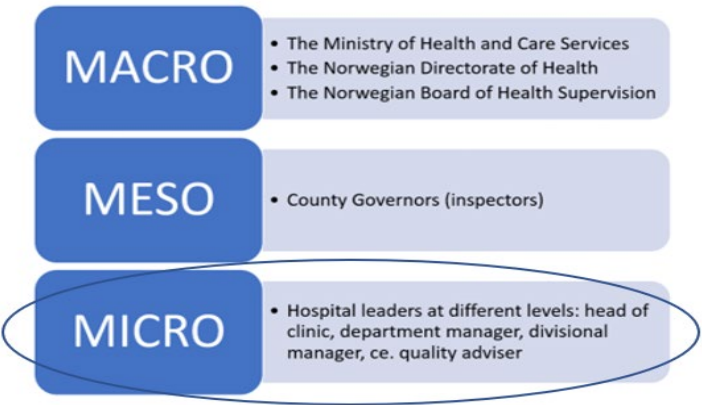 MACRO
• The Ministry of Health and Care Services
• The Norwegian Directorate of Health
• The Norwegian Board of Health Supervision
MESO
• County Governors (inspectors)
MICRO
• Hospital leaders at different levels: head of
clinic, department manager, divisional
manager, ce. quality adviser